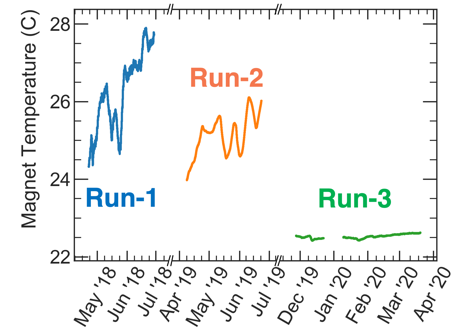 Magnet Temperature (C)
28
26
24
22
Run-1
Run-2
Run-3
May '18
Jun '18
Jul '18
Apr '19
May '19
Jun '19
Jul '19
Dec '19
Jan '20
Feb '20
Mar '20
Apr '20